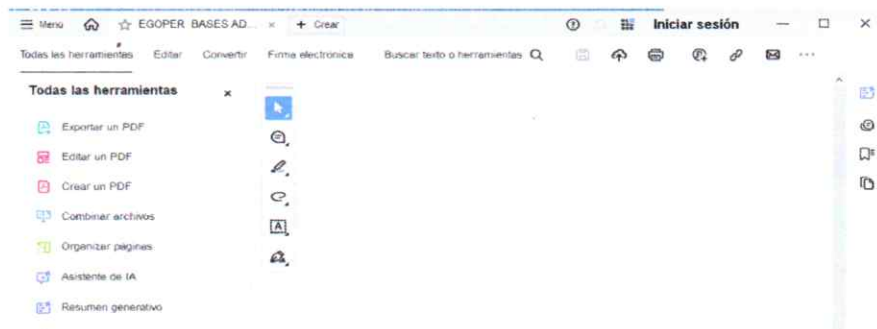 Menú EGOPER BASES AD... + Crear Iniciar sesión
Todas las herramientas Editar Convertir Firma electrónica Buscar texto o herramientas
Todas las herramientas
Exportar un PDF
Editar un PDF
Crear un PDF
Combinar archivos
Organizar páginas
Asistente de IA
Resumen generativo